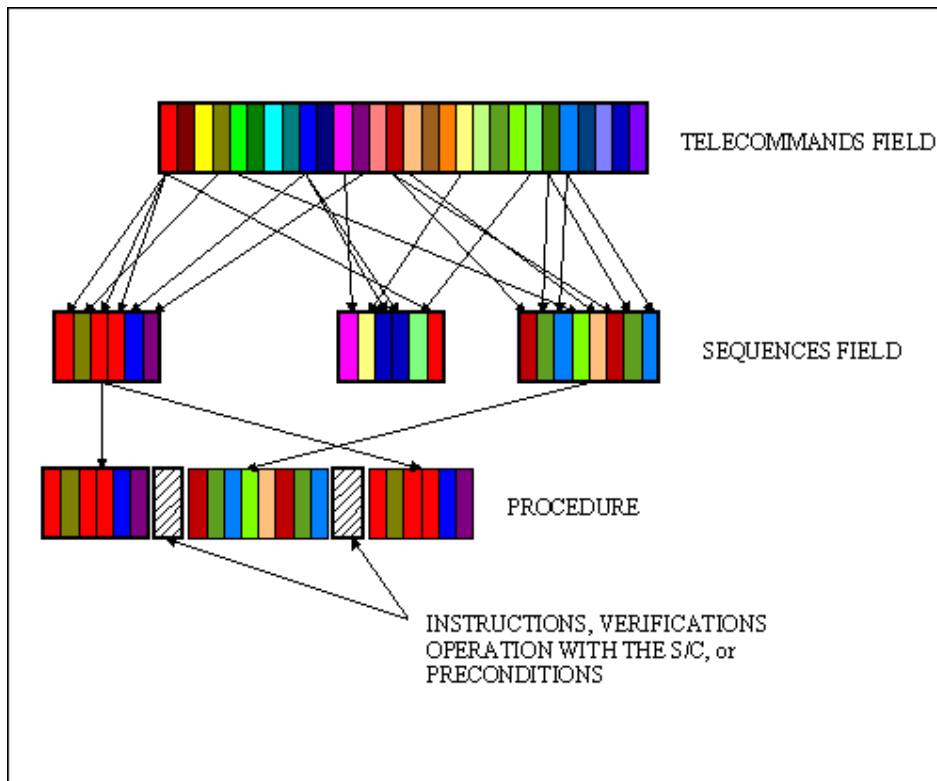 TELECOMMANDS FIELD
SEQUENCES FIELD
PROCEDURE
INSTRUCTIONS, VERIFICATIONS
OPERATION WITH THE S/C, or
PRECONDITIONS